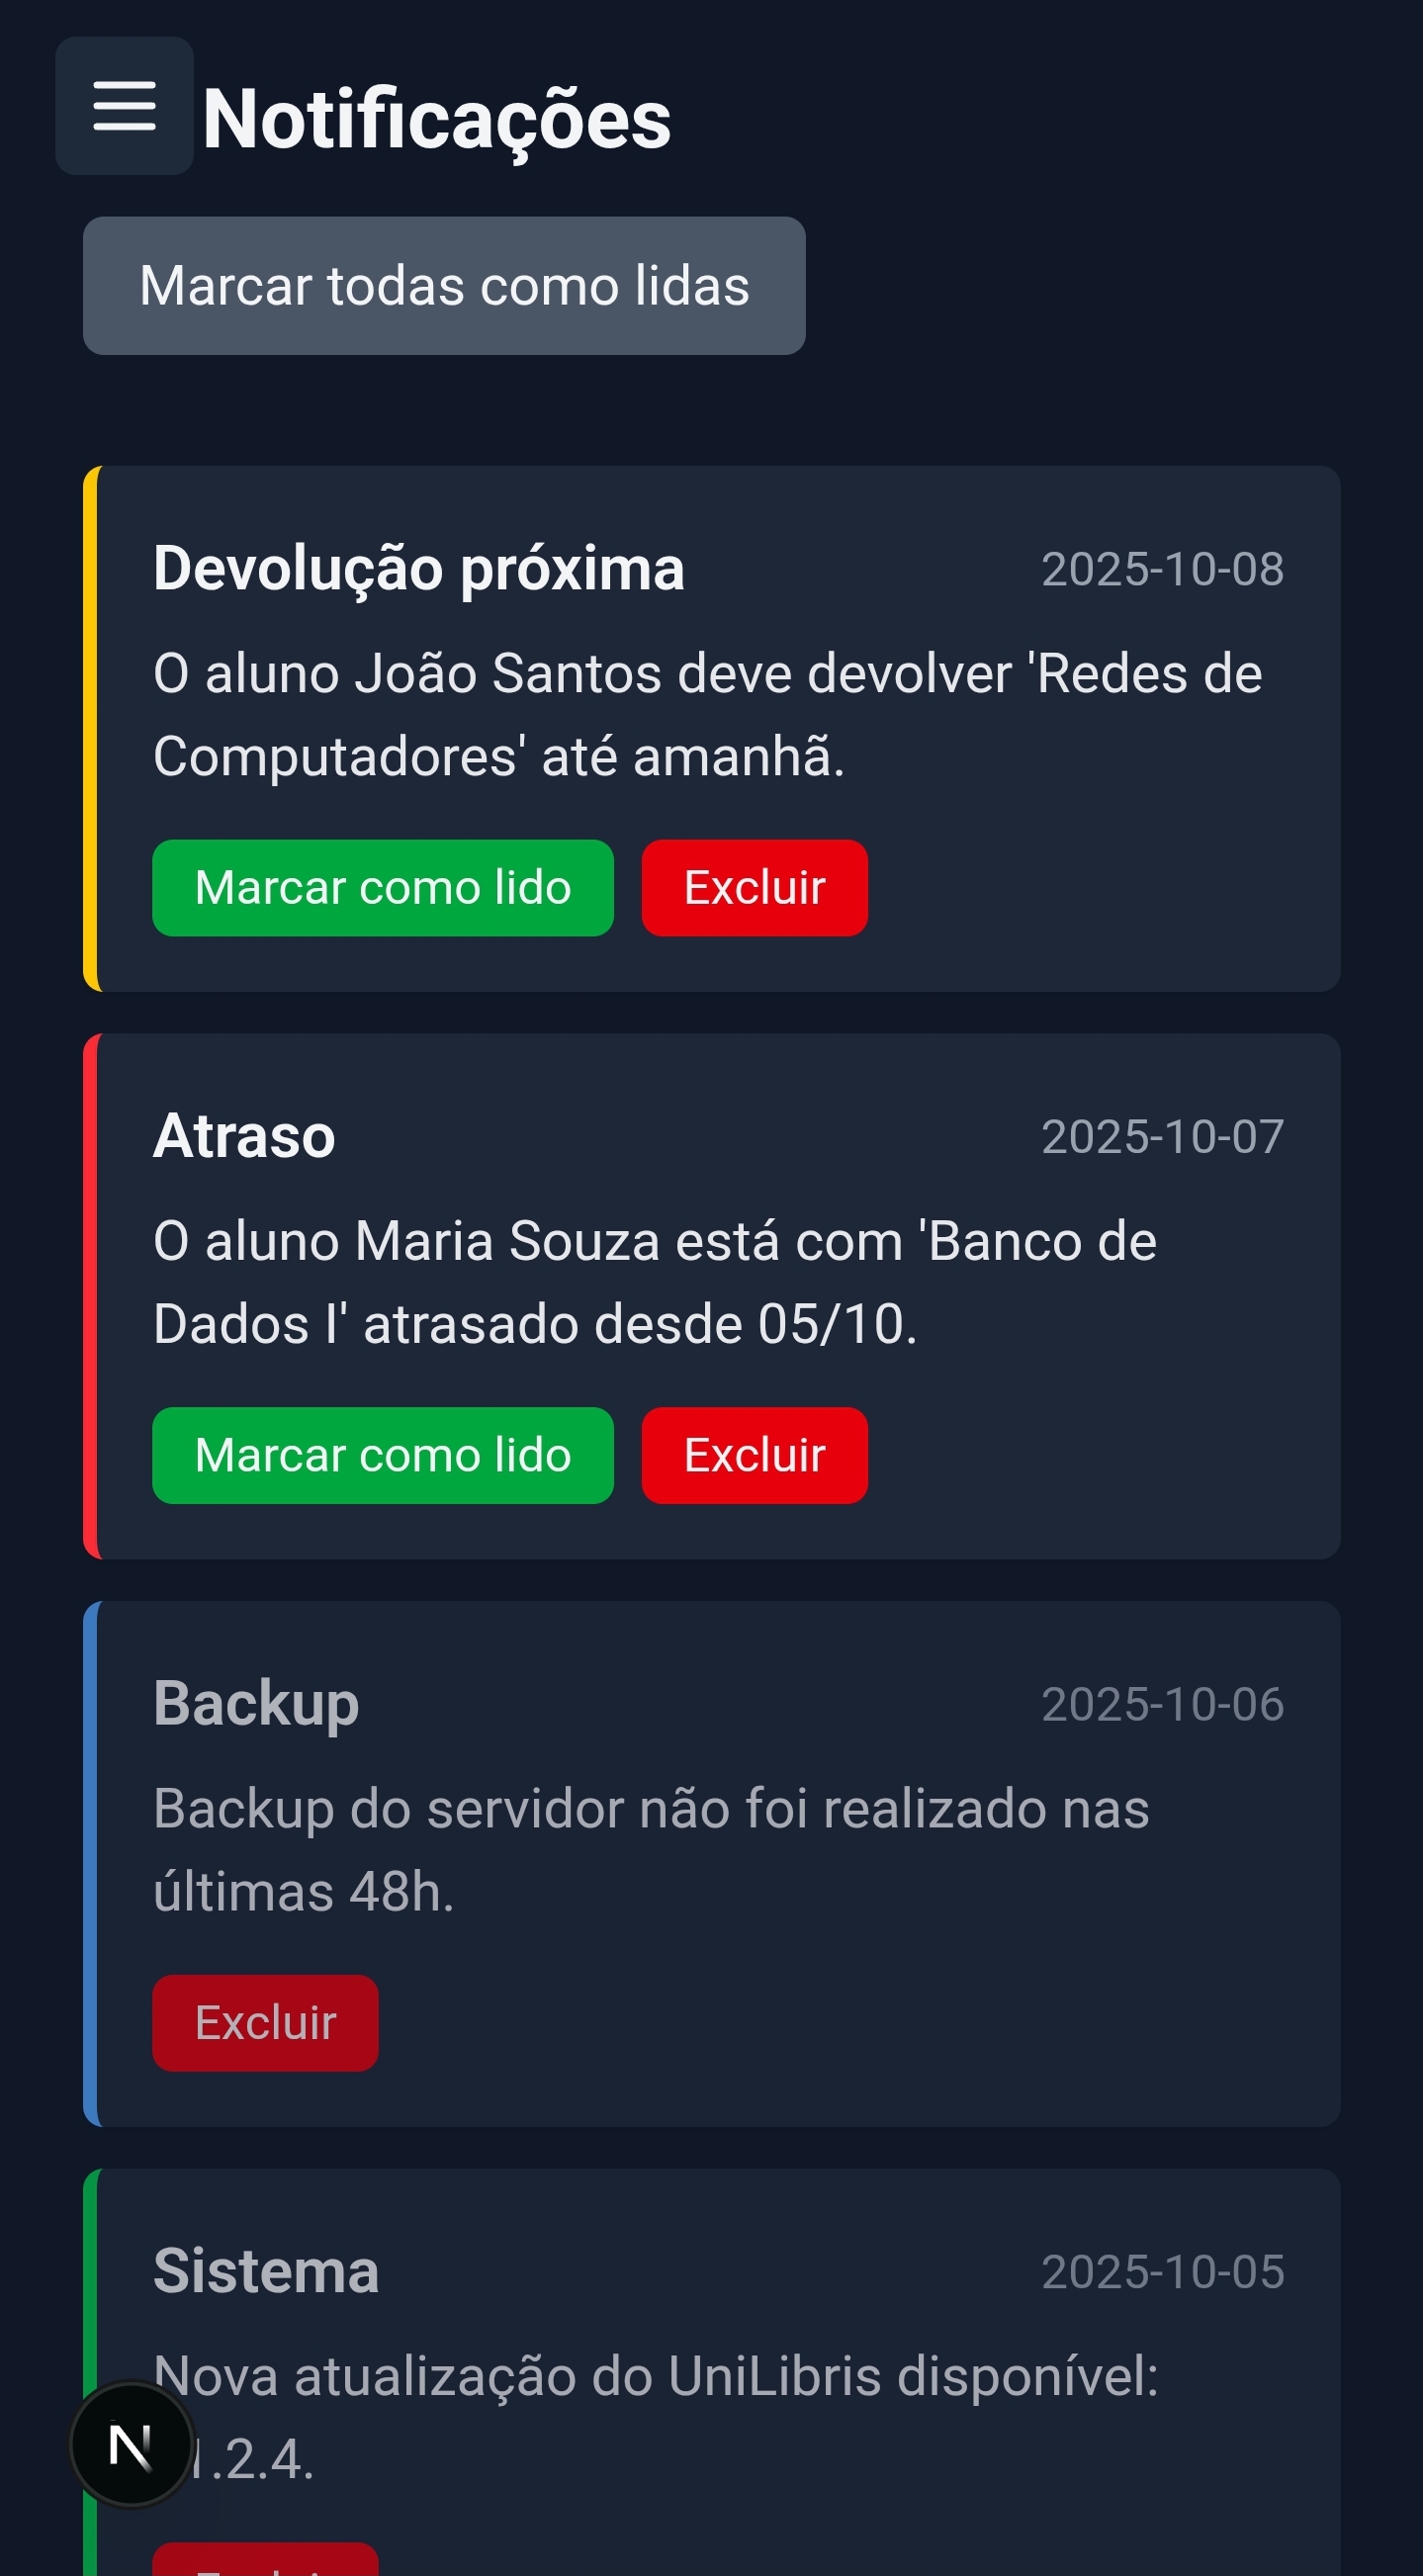 Notificações
Marcar todas como lidas
Devolução próxima
2025-10-08
O aluno João Santos deve devolver 'Redes de
Computadores' até amanhã.
Marcar como lido
Excluir
Atraso
2025-10-07
O aluno Maria Souza está com 'Banco de
Dados I' atrasado desde 05/10.
Marcar como lido
Excluir
Backup
2025-10-06
Backup do servidor não foi realizado nas
últimas 48h.
Excluir
Sistema
2025-10-05
Nova atualização do UniLibris disponível:
1.2.4.
N